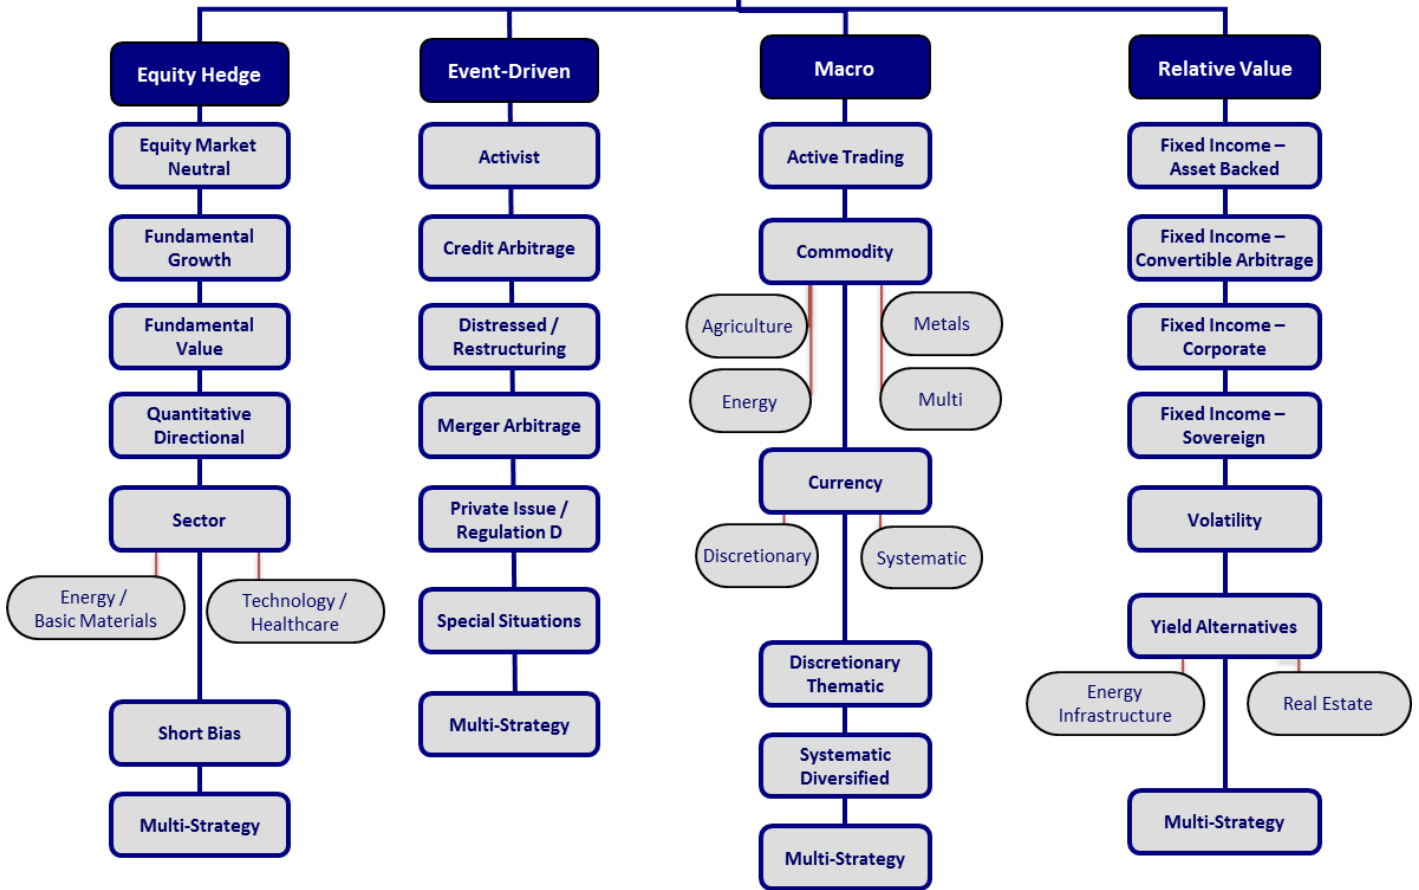 Equity Hedge
Event-Driven
Macro
Relative Value
Equity Market
Neutral
Fundamental
Growth
Fundamental
Value
Quantitative
Directional
Sector
Energy /
Basic Materials
Technology /
Healthcare
Short Bias
Multi-Strategy
Activist
Credit Arbitrage
Distressed /
Restructuring
Merger Arbitrage
Private Issue /
Regulation D
Special Situations
Multi-Strategy
Active Trading
Commodity
Agriculture
Metals
Energy
Multi
Currency
Discretionary
Systematic
Discretionary
Thematic
Systematic
Diversified
Multi-Strategy
Fixed Income –
Asset Backed
Fixed Income –
Convertible Arbitrage
Fixed Income –
Corporate
Fixed Income –
Sovereign
Volatility
Yield Alternatives
Energy
Infrastructure
Real Estate
Multi-Strategy